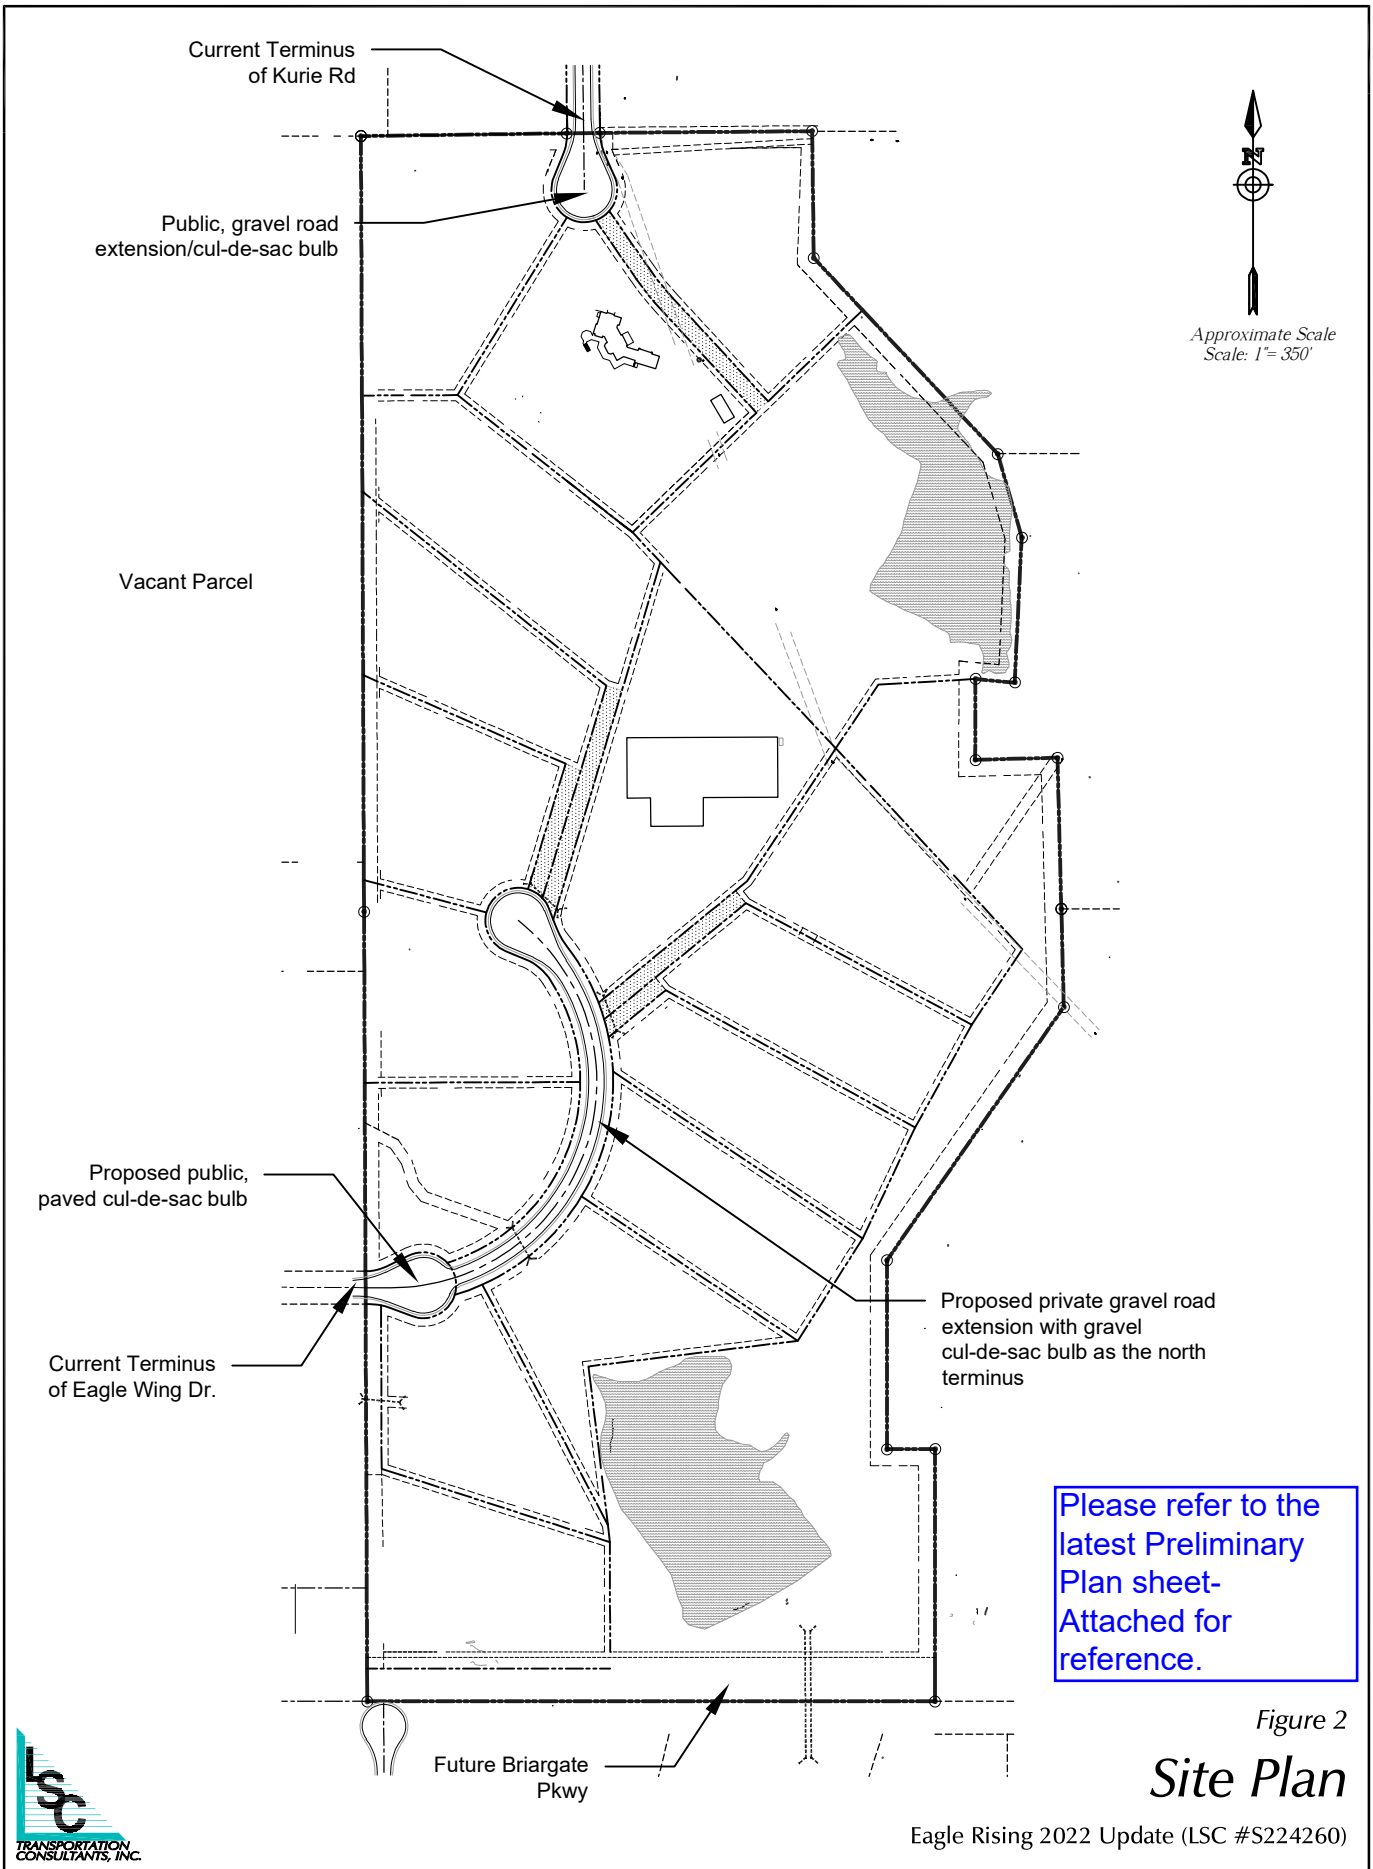 Current Terminus
of Kurie Rd
Public, gravel road
extension/cul-de-sac bulb
N
Approximate Scale
Scale: 1"= 350'
Vacant Parcel
Proposed public,
paved cul-de-sac bulb
Current Terminus
of Eagle Wing Dr.
Proposed private gravel road
extension with gravel
cul-de-sac bulb as the north
terminus
Please refer to the
latest Preliminary
Plan sheet-
Attached for
reference.
Future Briargate
Pkwy
Figure 2
Site Plan
Eagle Rising 2022 Update (LSC #S224260)
LSC
TRANSPORTATION
CONSULTANTS, INC.